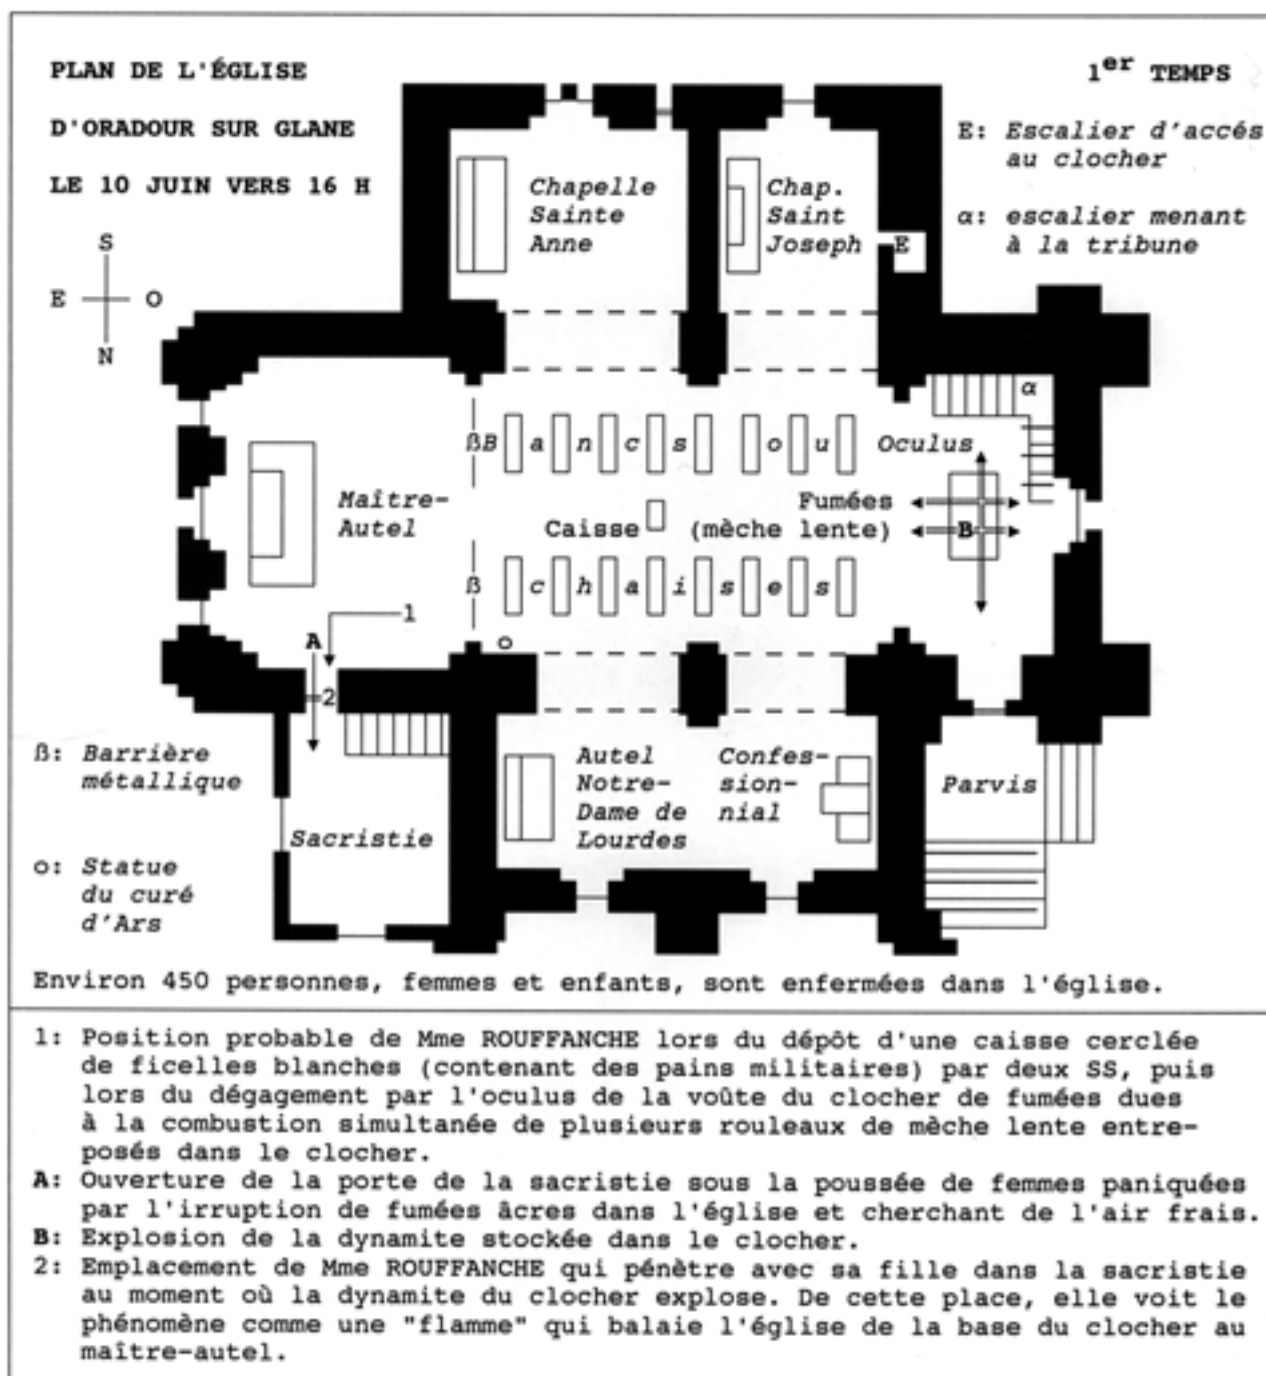 PLAN DE L'ÉGLISE
D'ORADOUR SUR GLANE
LE 10 JUIN VERS 16 H
1er TEMPS
E: Escalier d'accés
au clocher
α: escalier menant
à la tribune
S
E O
N
Chapelle
Sainte
Anne
Chap.
Saint
Joseph
E
α
ßB a n c s o u
Oculus
Maître-
Autel
Fumées
Caisse (mèche lente)
B
ß c h a i s e s
1
A
o
2
ß: Barrière
métallique
Sacristie
o: Statue
du curé
d'Ars
Autel
Notre-
Dame de
Lourdes
Confes-
sion-
nial
Parvis
Environ 450 personnes, femmes et enfants, sont enfermées dans l'église.
1: Position probable de Mme ROUFFANCHE lors du dépôt d'une caisse cerclée
de ficelles blanches (contenant des pains militaires) par deux SS, puis
lors du dégagement par l'oculus de la voûte du clocher de fumées dues
à la combustion simultanée de plusieurs rouleaux de mèche lente entre-
posés dans le clocher.
A: Ouverture de la porte de la sacristie sous la poussée de femmes paniquées
par l'irruption de fumées âcres dans l'église et cherchant de l'air frais.
B: Explosion de la dynamite stockée dans le clocher.
2: Emplacement de Mme ROUFFANCHE qui pénètre avec sa fille dans la sacristie
au moment où la dynamite du clocher explose. De cette place, elle voit le
phénomène comme une "flamme" qui balaie l'église de la base du clocher au
maître-autel.